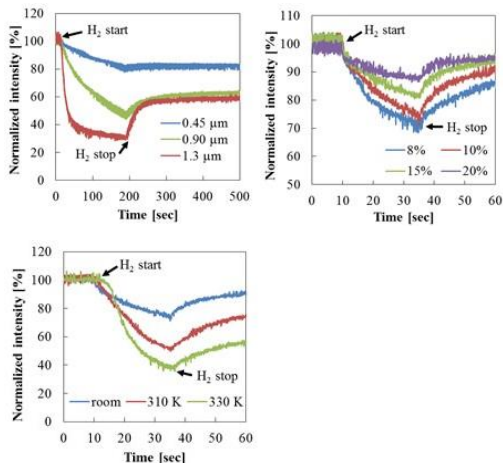 Normalized intensity [%]
120
100
80
60
40
20
0
H₂ start
H₂ stop
0.45 µm
0.90 µm
1.3 µm
0 100 200 300 400 500
Time [sec]
Normalized intensity [%]
110
100
90
80
70
60
50
H₂ start
H₂ stop
8% 10%
15% 20%
0 10 20 30 40 50 60
Time [sec]
Normalized intensity [%]
120
100
80
60
40
20
0
H₂ start
H₂ stop
room 310 K 330 K
0 10 20 30 40 50 60
Time [sec]